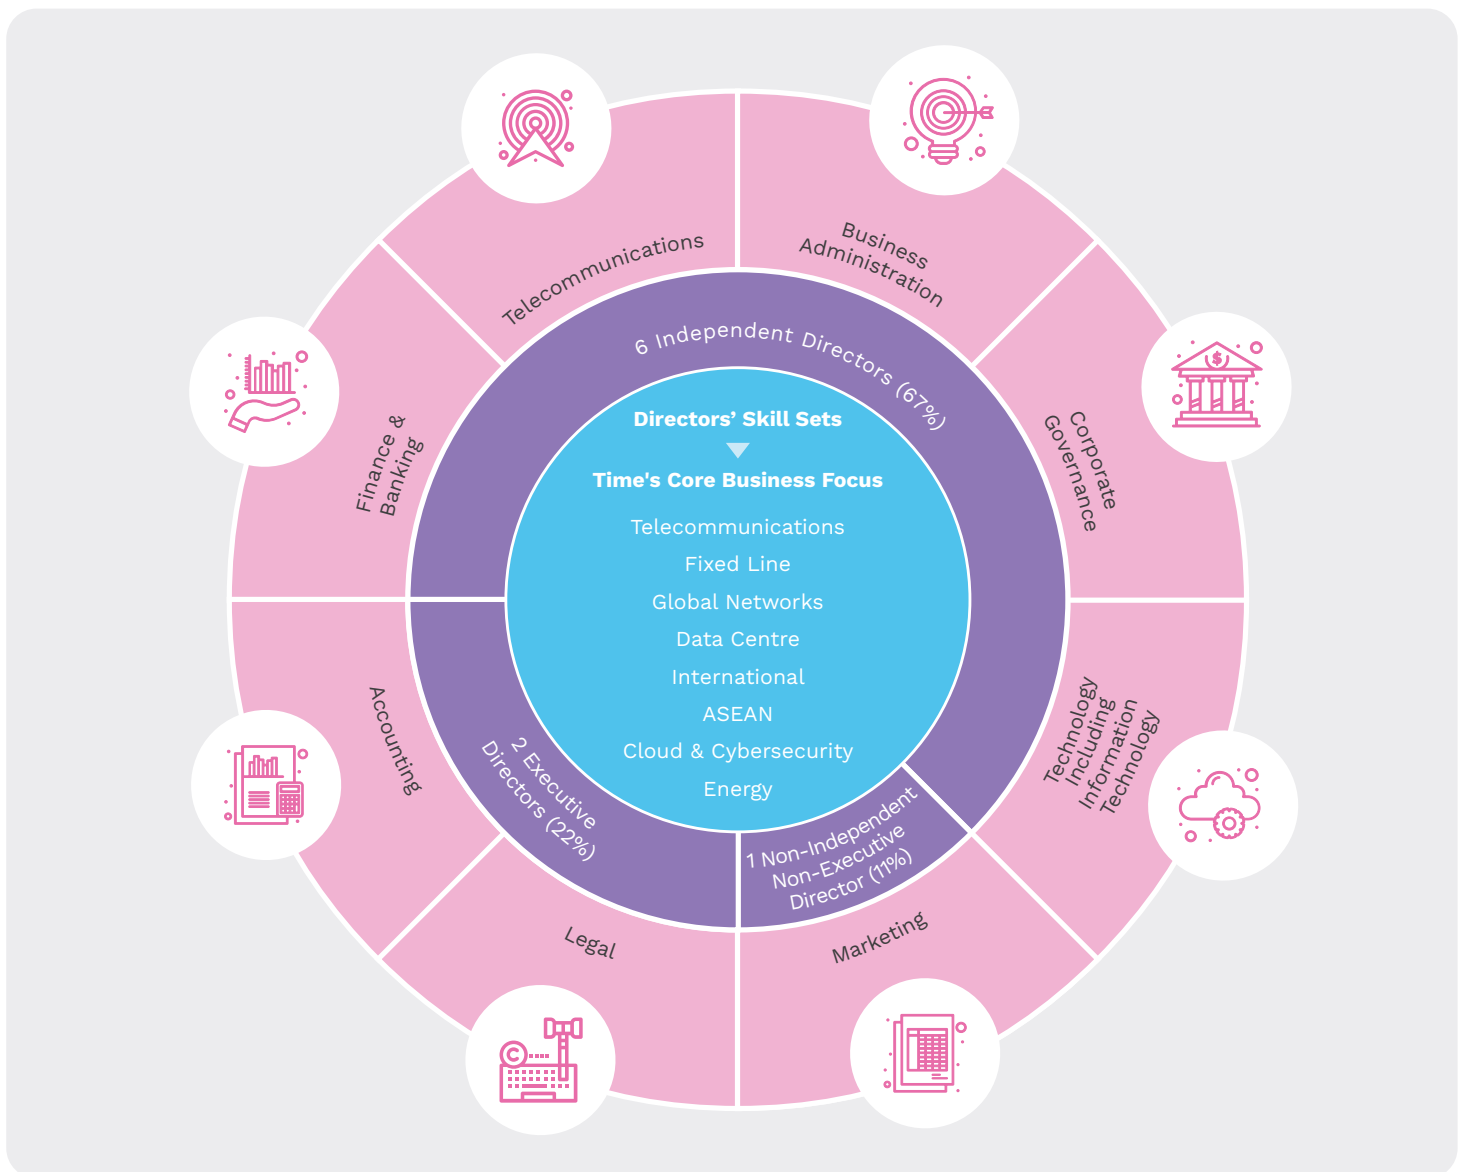 Telecommunications
Business
Administration
Corporate
Governance
Technology
Including
Information
Technology
Marketing
Legal
Accounting
Finance &
Banking
6 Independent Directors (67%)
1 Non-Independent
Non-Executive
Director (11%)
2 Executive
Directors (22%)
Directors’ Skill Sets
Time's Core Business Focus
Telecommunications
Fixed Line
Global Networks
Data Centre
International
ASEAN
Cloud & Cybersecurity
Energy
$
C